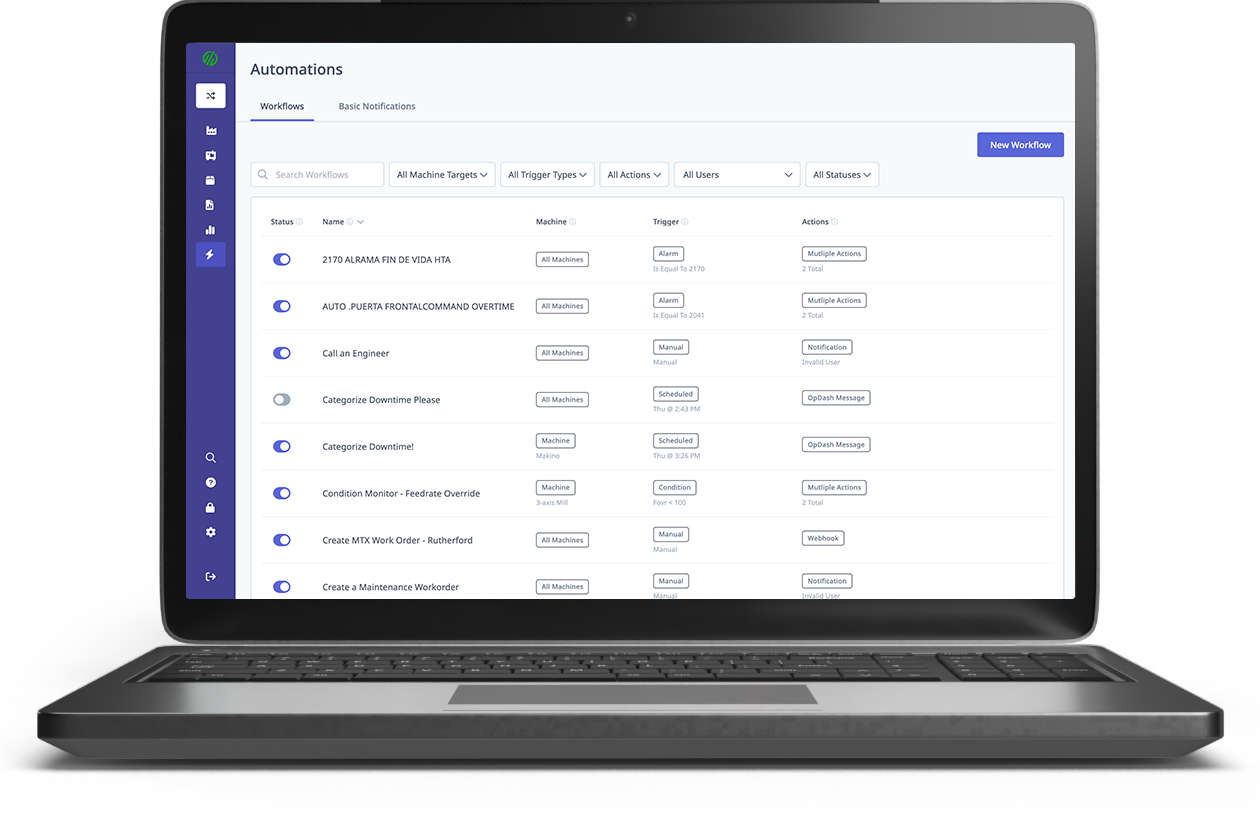 Automations
Workflows Basic Notifications
New Workflow
Search Workflows All Machine Targets All Trigger Types All Actions All Users All Statuses
Status Name Machine Trigger Actions
2170 ALRAMA FIN DE VIDA HTA All Machines Alarm Mutliple Actions
Is Equal To 2170 2 Total
AUTO .PUERTA FRONTALCOMMAND OVERTIME All Machines Alarm Mutliple Actions
Is Equal To 2041 2 Total
Call an Engineer All Machines Manual Notification
Manual Invalid User
Categorize Downtime Please All Machines Scheduled OpDash Message
Thu @ 2:43 PM
Categorize Downtime! Machine Scheduled OpDash Message
Makino Thu @ 3:26 PM
Condition Monitor - Feedrate Override Machine Condition Mutliple Actions
3-axis Mill Fovr < 100 2 Total
Create MTX Work Order - Rutherford All Machines Manual Webhook
Manual
Create a Maintenance Workorder All Machines Manual Notification
Manual Invalid User